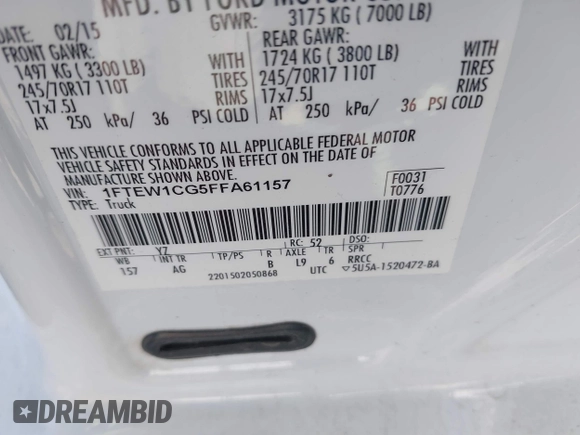 MFD. BY FORD MOTOR
DATE: 02/15 GVWR: 3175 KG (7000 LB)
FRONT GAWR: REAR GAWR:
1497 KG (3300 LB) 1724 KG (3800 LB)
245/70R17 110T TIRES 245/70R17 110T TIRES
17x7.5J RIMS 17x7.5J RIMS
AT 250 kPa/ 36 PSI COLD AT 250 kPa/ 36 PSI COLD
THIS VEHICLE CONFORMS TO ALL APPLICABLE FEDERAL MOTOR
VEHICLE SAFETY STANDARDS IN EFFECT ON THE DATE OF
MANUFACTURE SHOWN ABOVE.
VIN: 1FTEW1CG5FFA61157 F0031
TYPE: Truck T0776
EXT PNT: YZ RC: 52 DSO:
WB INT TR TP/PS R AXLE TR SPR
157 AG B L9 6 RRCC
2201502050868 UTC ▽5U5A-1520472-BA
DREAMBID